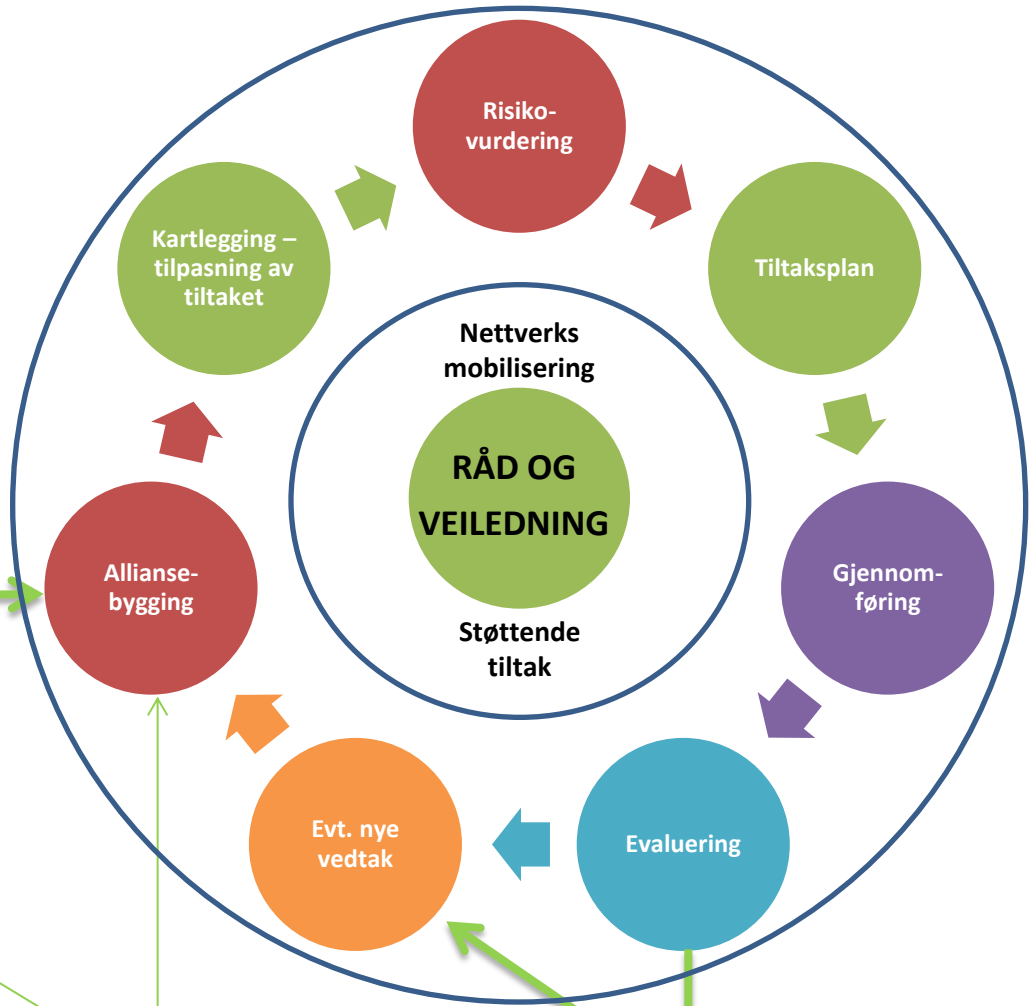 Risiko-
vurdering
Tiltaksplan
Gjennom-
føring
Evaluering
Evt. nye
vedtak
Allianse-
bygging
Kartlegging –
tilpasning av
tiltaket
Nettverks
mobilisering
RÅD OG
VEILEDNING
Støttende
tiltak